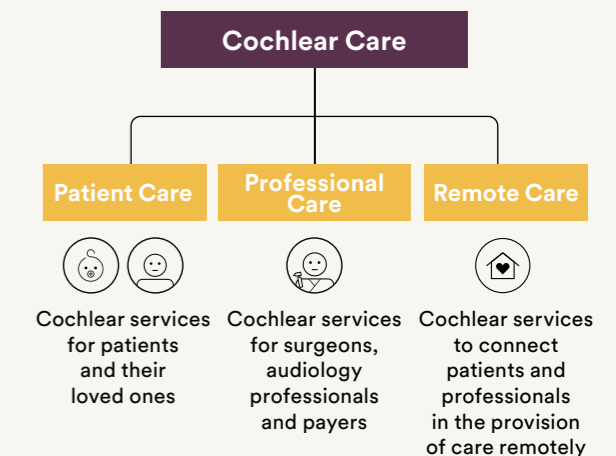 Cochlear Care
Patient Care
Professional
Care
Remote Care
Cochlear services
for patients
and their
loved ones
Cochlear services
for surgeons,
audiology
professionals
and payers
Cochlear services
to connect
patients and
professionals
in the provision
of care remotely